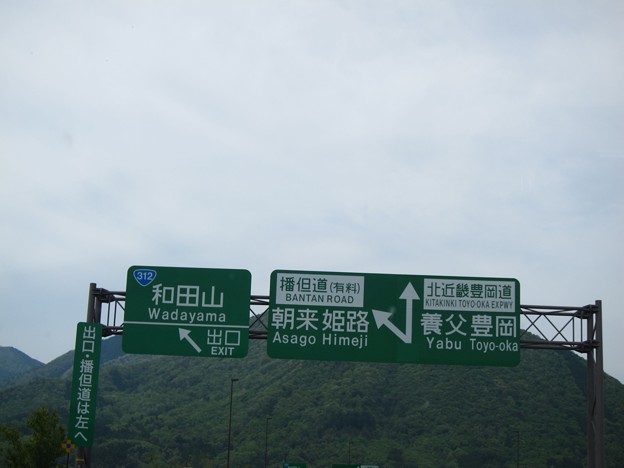 312
和田山
Wadayama
出口
EXIT
出口・播但道は左へ
播但道(有料)
BANTAN ROAD
朝来 姫路
Asago Himeji
北近畿豊岡道
KITAKINKI TOYO-OKA EXPWY
養父 豊岡
Yabu Toyo-oka